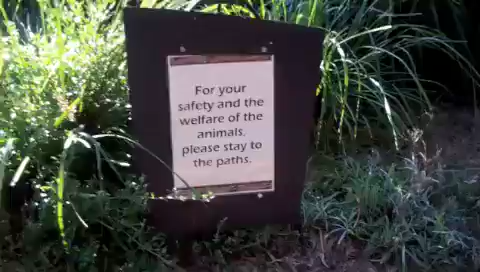 For your
safety and the
welfare of the
animals,
please stay to
the paths.